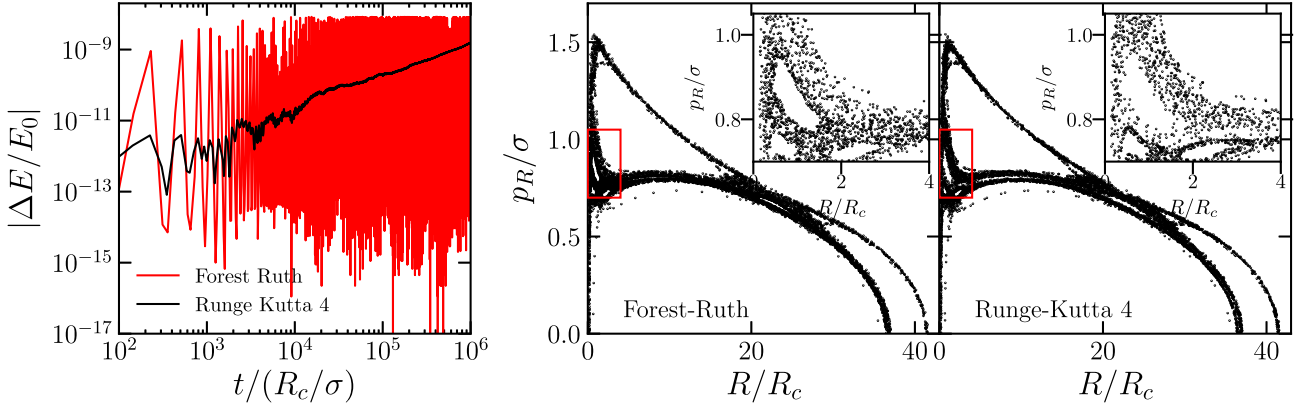 |ΔE/E₀|
10⁻⁹
10⁻¹¹
10⁻¹³
10⁻¹⁵
10⁻¹⁷
Forest Ruth
Runge Kutta 4
10² 10³ 10⁴ 10⁵ 10⁶
t/(R_c/σ)
p_R/σ
1.5
1.0
0.5
0.0
1.0
0.8
p_R/σ
0 2 4
R/R_c
Forest-Ruth
0 20 40
R/R_c
1.0
0.8
p_R/σ
0 2 4
R/R_c
Runge-Kutta 4
20 40
R/R_c